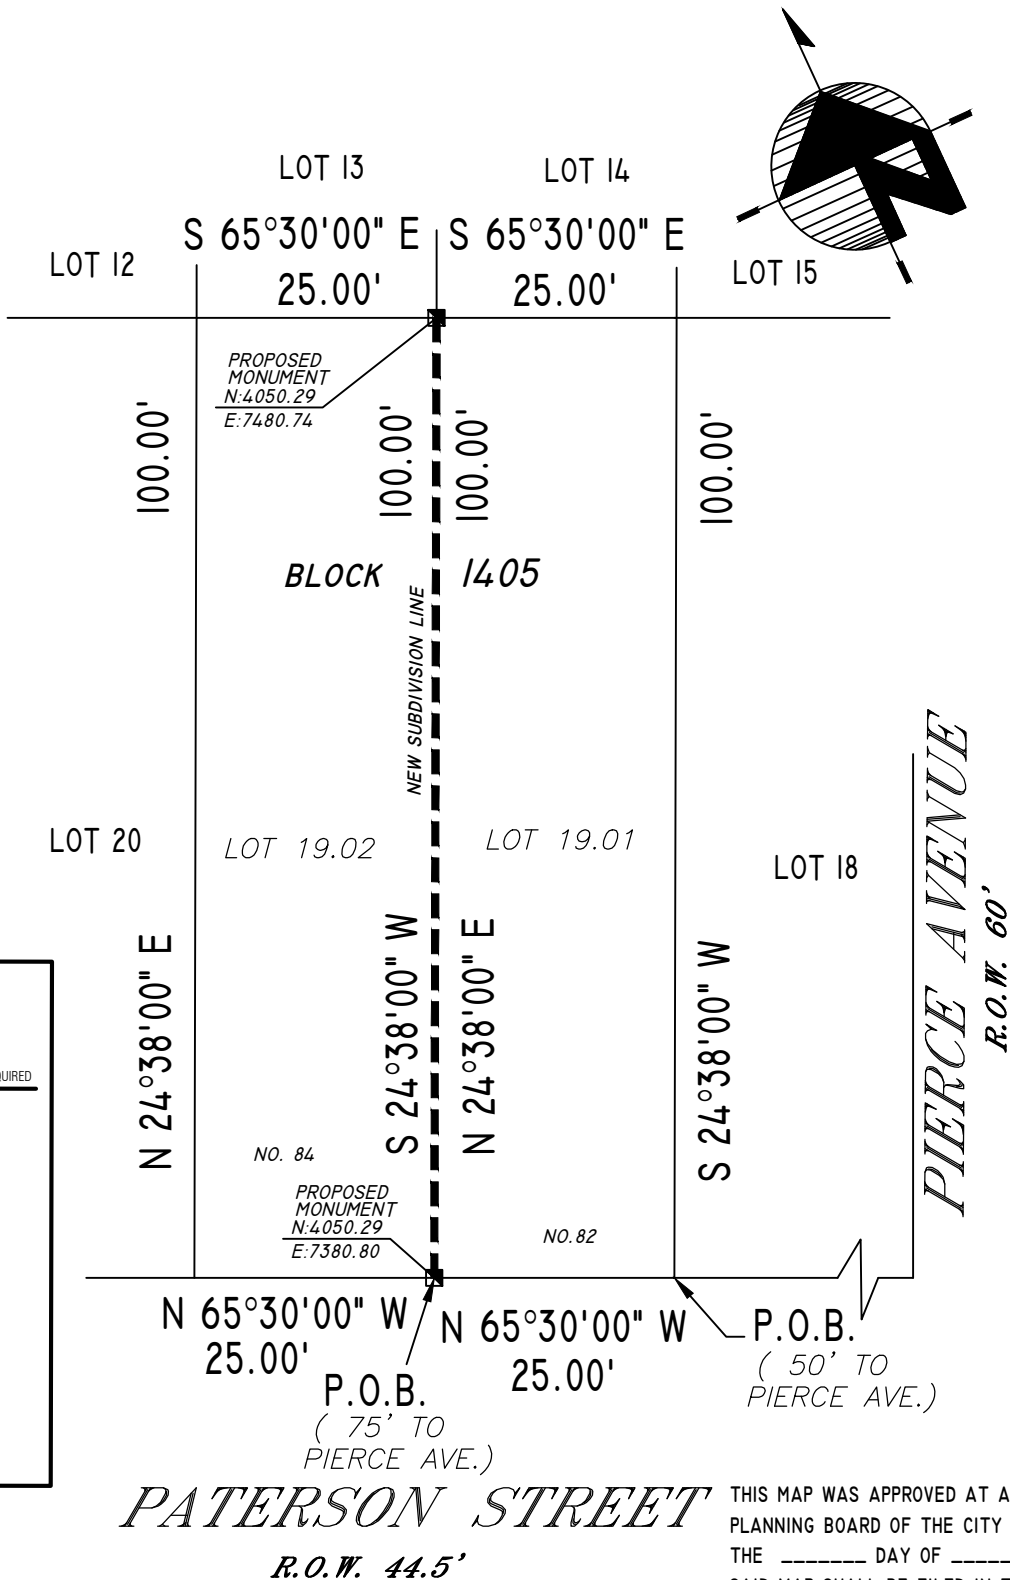 LOT 13
LOT 14
S 65°30'00" E
S 65°30'00" E
LOT 12
25.00'
25.00'
LOT 15
PROPOSED
MONUMENT
N:4050.29
E:7480.74
100.00'
100.00'
100.00'
100.00'
BLOCK 1405
NEW SUBDIVISION LINE
LOT 20
LOT 19.02
LOT 19.01
LOT 18
PIERCE AVENUE
R.O.W. 60'
N 24°38'00" E
S 24°38'00" W
N 24°38'00" E
S 24°38'00" W
NO. 84
PROPOSED
MONUMENT
N:4050.29
E:7380.80
NO.82
N 65°30'00" W
25.00'
N 65°30'00" W
25.00'
P.O.B.
( 50' TO
PIERCE AVE.)
P.O.B.
( 75' TO
PIERCE AVE.)
PATERSON STREET
R.O.W. 44.5'
THIS MAP WAS APPROVED AT A
PLANNING BOARD OF THE CITY
THE _______ DAY OF _____